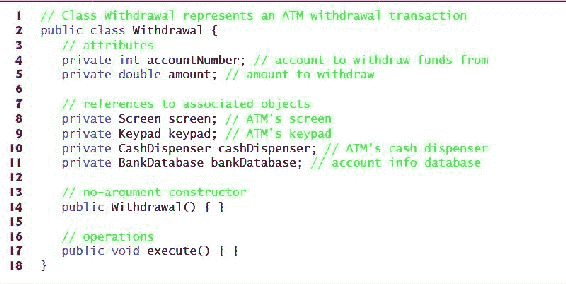 1 // Class Withdrawal represents an ATM withdrawal transaction
2 public class Withdrawal {
3 // attributes
4 private int accountNumber; // account to withdraw funds from
5 private double amount; // amount to withdraw
6
7 // references to associated objects
8 private Screen screen; // ATM's screen
9 private Keypad keypad; // ATM's keypad
10 private CashDispenser cashDispenser; // ATM's cash dispenser
11 private BankDatabase bankDatabase; // account info database
12
13 // no-argument constructor
14 public Withdrawal() { }
15
16 // operations
17 public void execute() { }
18 }